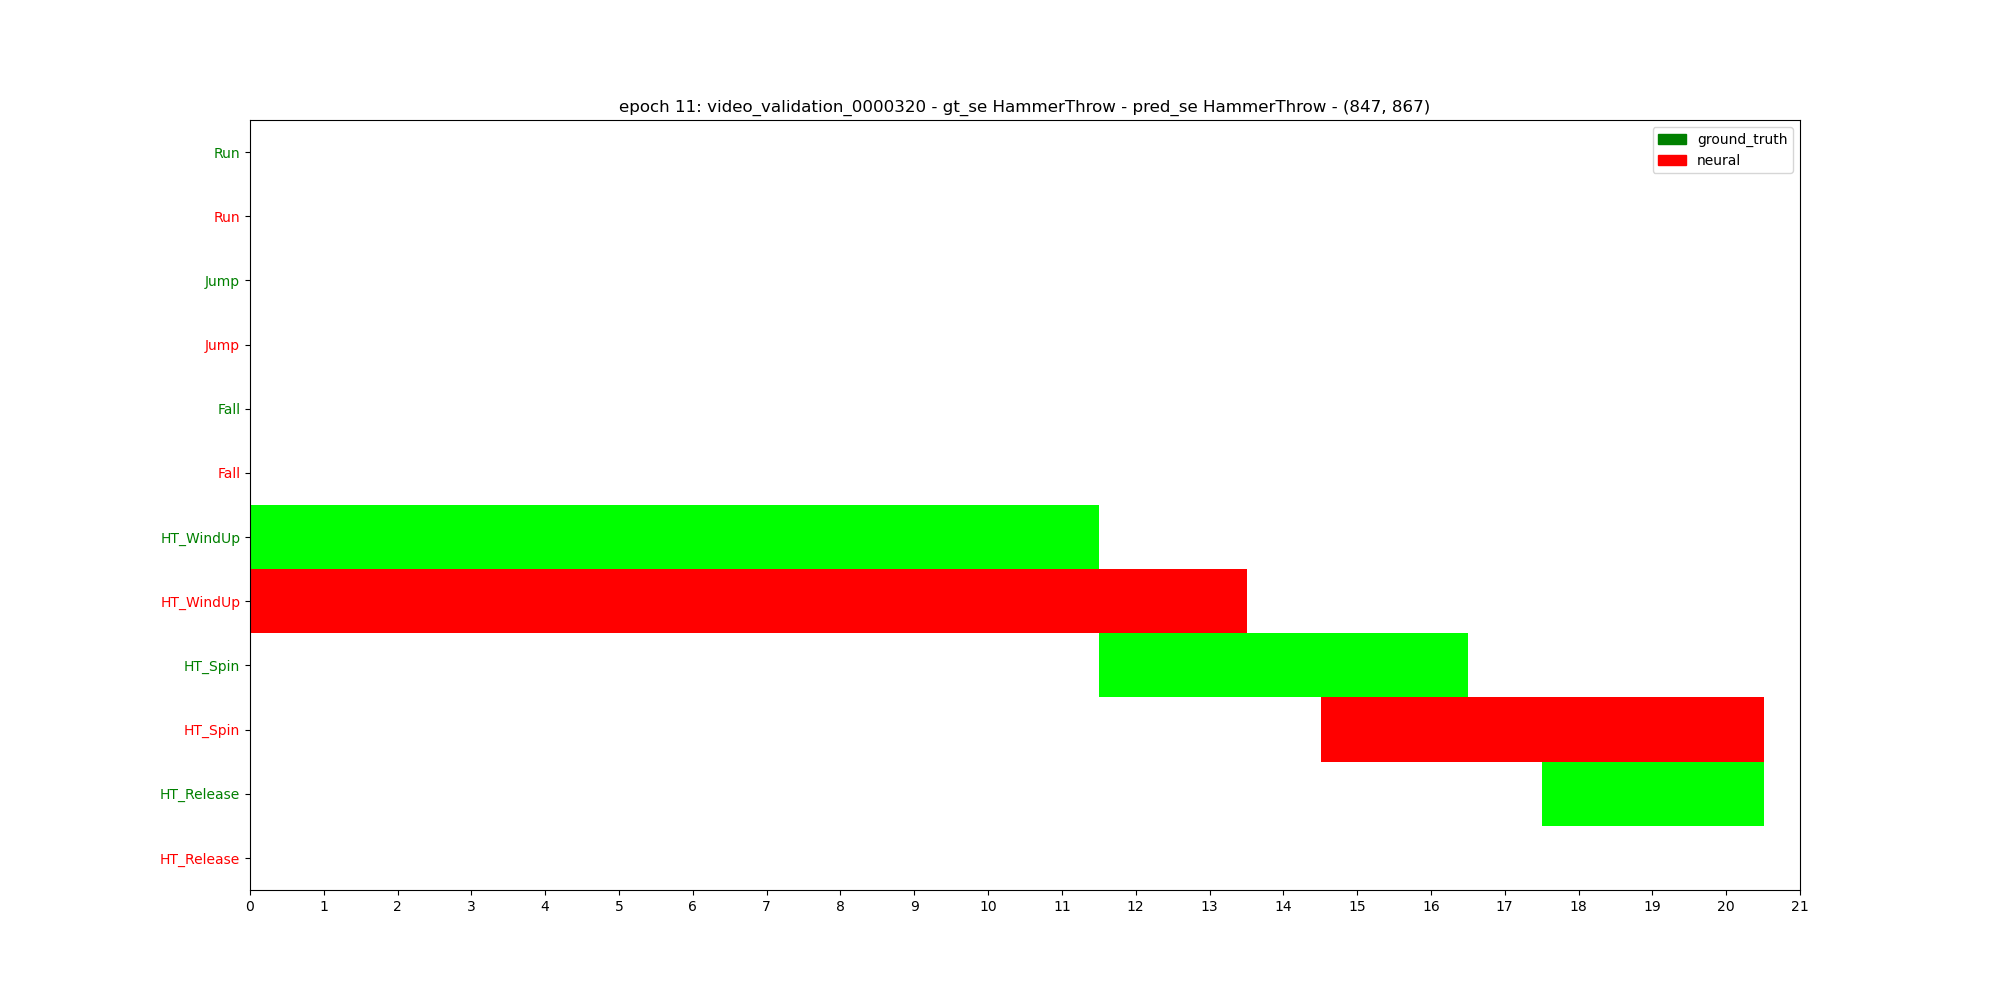 epoch 11: video_validation_0000320 - gt_se HammerThrow - pred_se HammerThrow - (847, 867)
ground_truth
neural
Run
Run
Jump
Jump
Fall
Fall
HT_WindUp
HT_WindUp
HT_Spin
HT_Spin
HT_Release
HT_Release
0 1 2 3 4 5 6 7 8 9 10 11 12 13 14 15 16 17 18 19 20 21